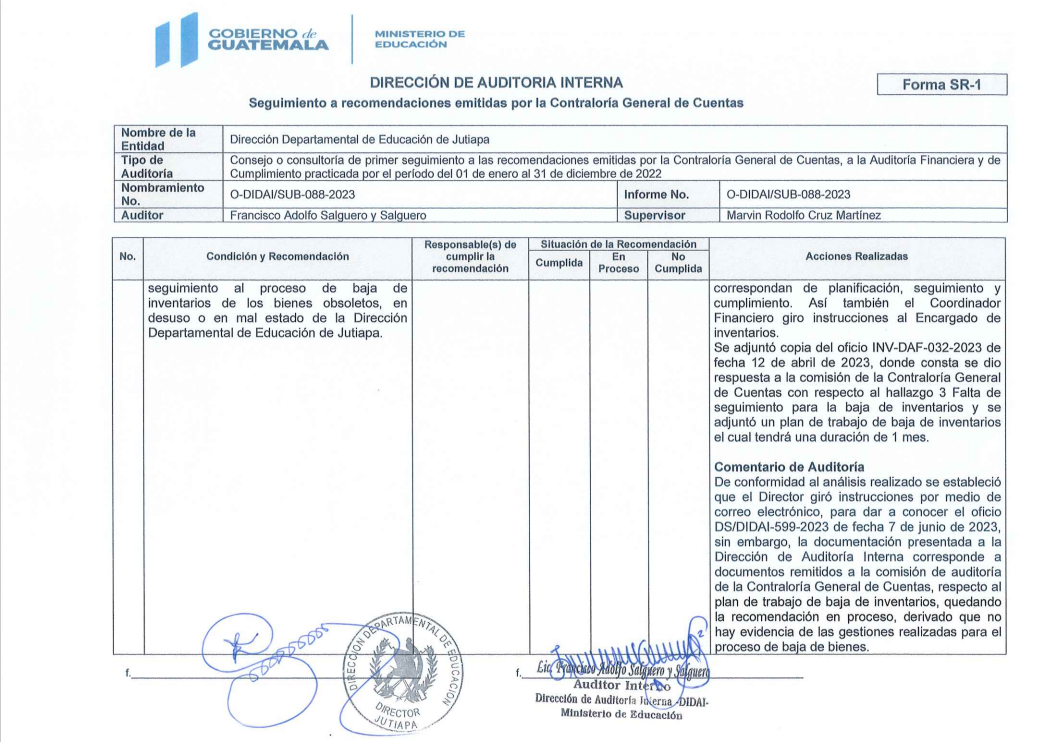 GOBIERNO de
GUATEMALA
MINISTERIO DE
EDUCACIÓN
DIRECCIÓN DE AUDITORIA INTERNA
Forma SR-1
Seguimiento a recomendaciones emitidas por la Contraloría General de Cuentas
Nombre de la
Entidad
Dirección Departamental de Educación de Jutiapa
Tipo de
Auditoría
Consejo o consultoría de primer seguimiento a las recomendaciones emitidas por la Contraloría General de Cuentas, a la Auditoría Financiera y de
Cumplimiento practicada por el período del 01 de enero al 31 de diciembre de 2022
Nombramiento
No.
O-DIDAI/SUB-088-2023
Informe No.
O-DIDAI/SUB-088-2023
Auditor
Francisco Adolfo Salguero y Salguero
Supervisor
Marvin Rodolfo Cruz Martínez
No.
Condición y Recomendación
Responsable(s) de
cumplir la
recomendación
Situación de la Recomendación
Cumplida
En
Proceso
No
Cumplida
Acciones Realizadas
seguimiento al proceso de baja de
inventarios de los bienes obsoletos, en
desuso o en mal estado de la Dirección
Departamental de Educación de Jutiapa.
correspondan de planificación, seguimiento y
cumplimiento. Así también el Coordinador
Financiero giro instrucciones al Encargado de
inventarios.
Se adjuntó copia del oficio INV-DAF-032-2023 de
fecha 12 de abril de 2023, donde consta se dio
respuesta a la comisión de la Contraloría General
de Cuentas con respecto al hallazgo 3 Falta de
seguimiento para la baja de inventarios y se
adjuntó un plan de trabajo de baja de inventarios
el cual tendrá una duración de 1 mes.
Comentario de Auditoría
De conformidad al análisis realizado se estableció
que el Director giró instrucciones por medio de
correo electrónico, para dar a conocer el oficio
DS/DIDAI-599-2023 de fecha 7 de junio de 2023,
sin embargo, la documentación presentada a la
Dirección de Auditoría Interna corresponde a
documentos remitidos a la comisión de auditoría
de la Contraloría General de Cuentas, respecto al
plan de trabajo de baja de inventarios, quedando
la recomendación en proceso, derivado que no
hay evidencia de las gestiones realizadas para el
proceso de baja de bienes.
f.
DIRECCION DEPARTAMENTAL DE EDUCACION
DIRECTOR
JUTIAPA
f.
Lic. Francisco Adolfo Salguero y Salguero
Auditor Interno
Dirección de Auditoría Interna -DIDAI-
Ministerio de Educación